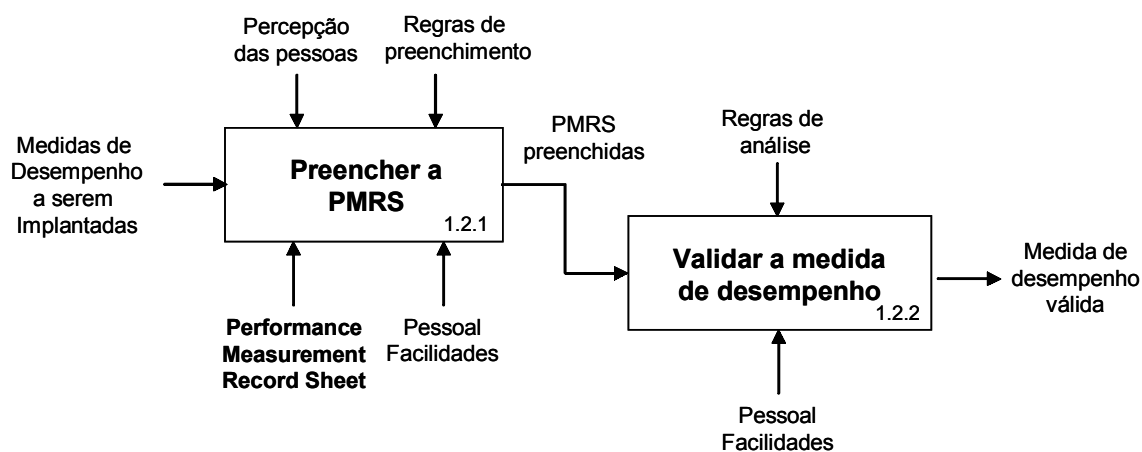 Percepção
das pessoas
Regras de
preenchimento
Medidas de
Desempenho
a serem
Implantadas
Preencher a
PMRS
1.2.1
PMRS
preenchidas
Regras de
análise
Performance
Measurement
Record Sheet
Pessoal
Facilidades
Validar a medida
de desempenho
1.2.2
Medida de
desempenho
válida
Pessoal
Facilidades